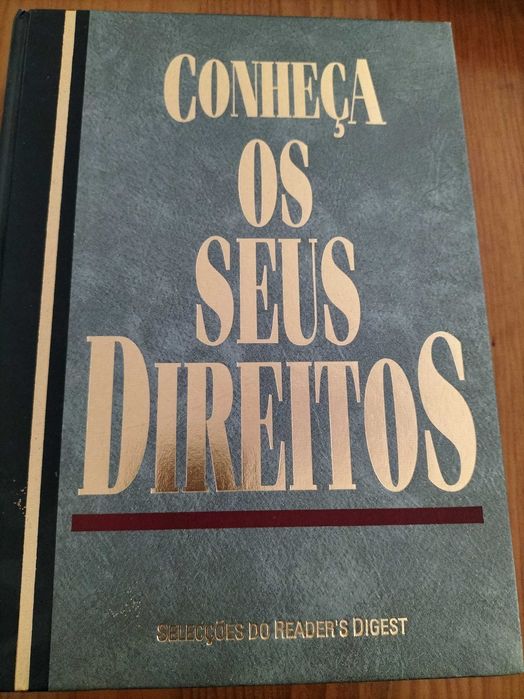 CONHEÇA
OS
SEUS
DIREITOS
SELECÇÕES DO READER'S DIGEST